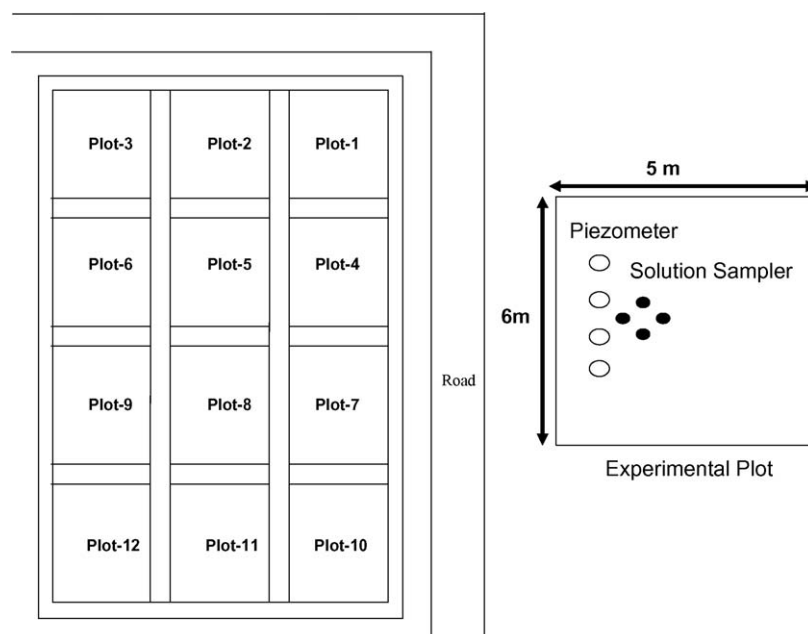 Plot-3 Plot-2 Plot-1
Plot-6 Plot-5 Plot-4
Plot-9 Plot-8 Plot-7
Plot-12 Plot-11 Plot-10
Road
5 m
6m
Piezometer
Solution Sampler
Experimental Plot